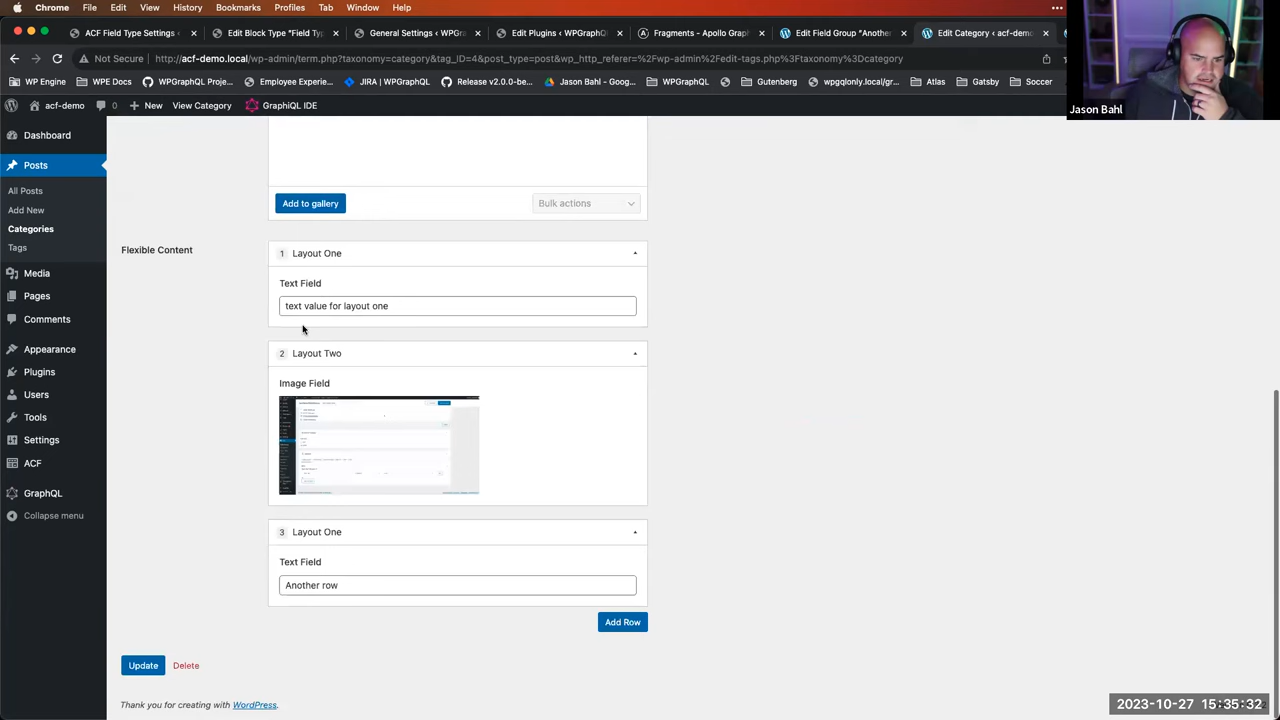 Chrome File Edit View History Bookmarks Profiles Tab Window Help
ACF Field Type Settings < Edit Block "Field Typ General Settings < WPGra Edit P Fragments - Apollo Grap Edit Field Group "Another Edit Category < acf-demo
Not Secure http://acf-demo.local/wp-admin/term.php?taxonomy=category&tag_ID=4&post_type=post&wp_http_referer=%2Fwp-admin%2Fedit-tags.php%3Ftaxonomy%3Dcategory
WP Engine WPE Docs WPGraphQL Proje... Employee Experie... JIRA | WPGraphQL Release v2.0.0-be... Jason Bahl - Goo... WPGraphQL Gutenberg wpgqlonly.local/gr... Atlas Gatsby Soccer
Jason Bahl
acf-demo 0 New View Category GraphiQL IDE
Dashboard
Posts
All Posts
Add New
Categories
Tags
Media
Pages
Comments
Appearance
Plugins
Users
Tools
Settings
ACF
GraphQL
Collapse menu
Add to gallery Bulk actions
Flexible Content
1 Layout One
Text Field
text value for layout one
2 Layout Two
Image Field
3 Layout One
Text Field
Another row
Add Row
Update Delete
Thank you for creating with WordPress.
2023-10-27 15:35:32